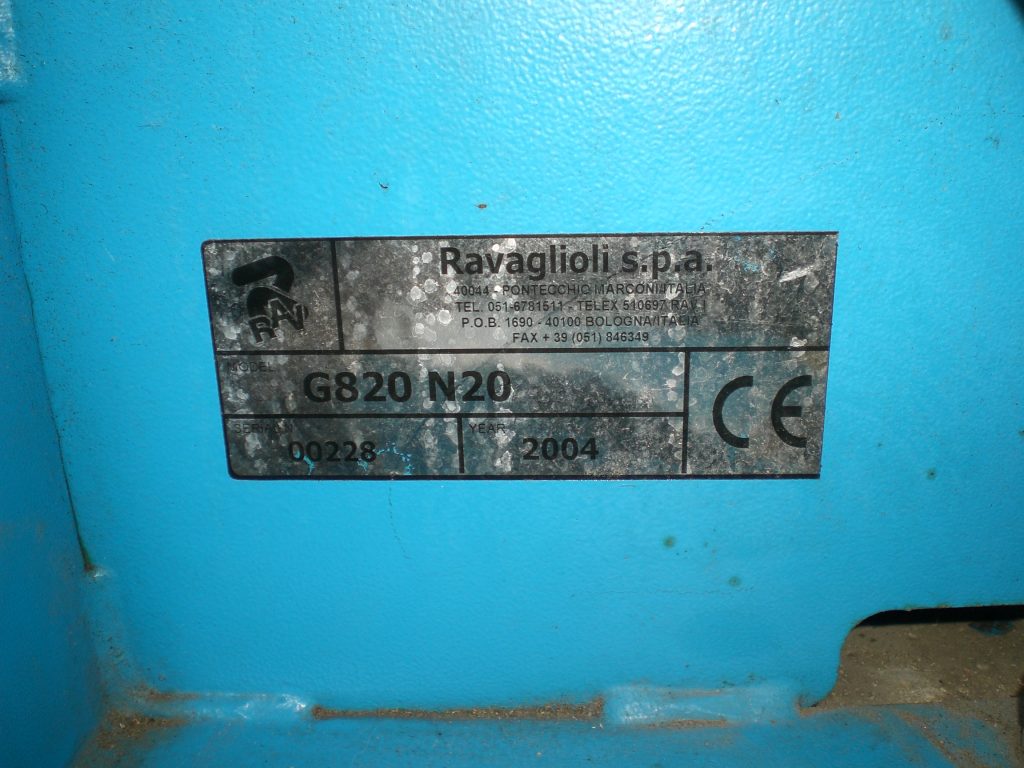 RAV
Ravaglioli s.p.a.
40044 - PONTECCHIO MARCONI/ITALIA
TEL. 051-6781511 - TELEX 510697 RAV I
P.O.B. 1690 - 40100 BOLOGNA/ITALIA
FAX + 39 (051) 846349
MODEL
G820 N20
CE
SERIAL
00228
YEAR
2004